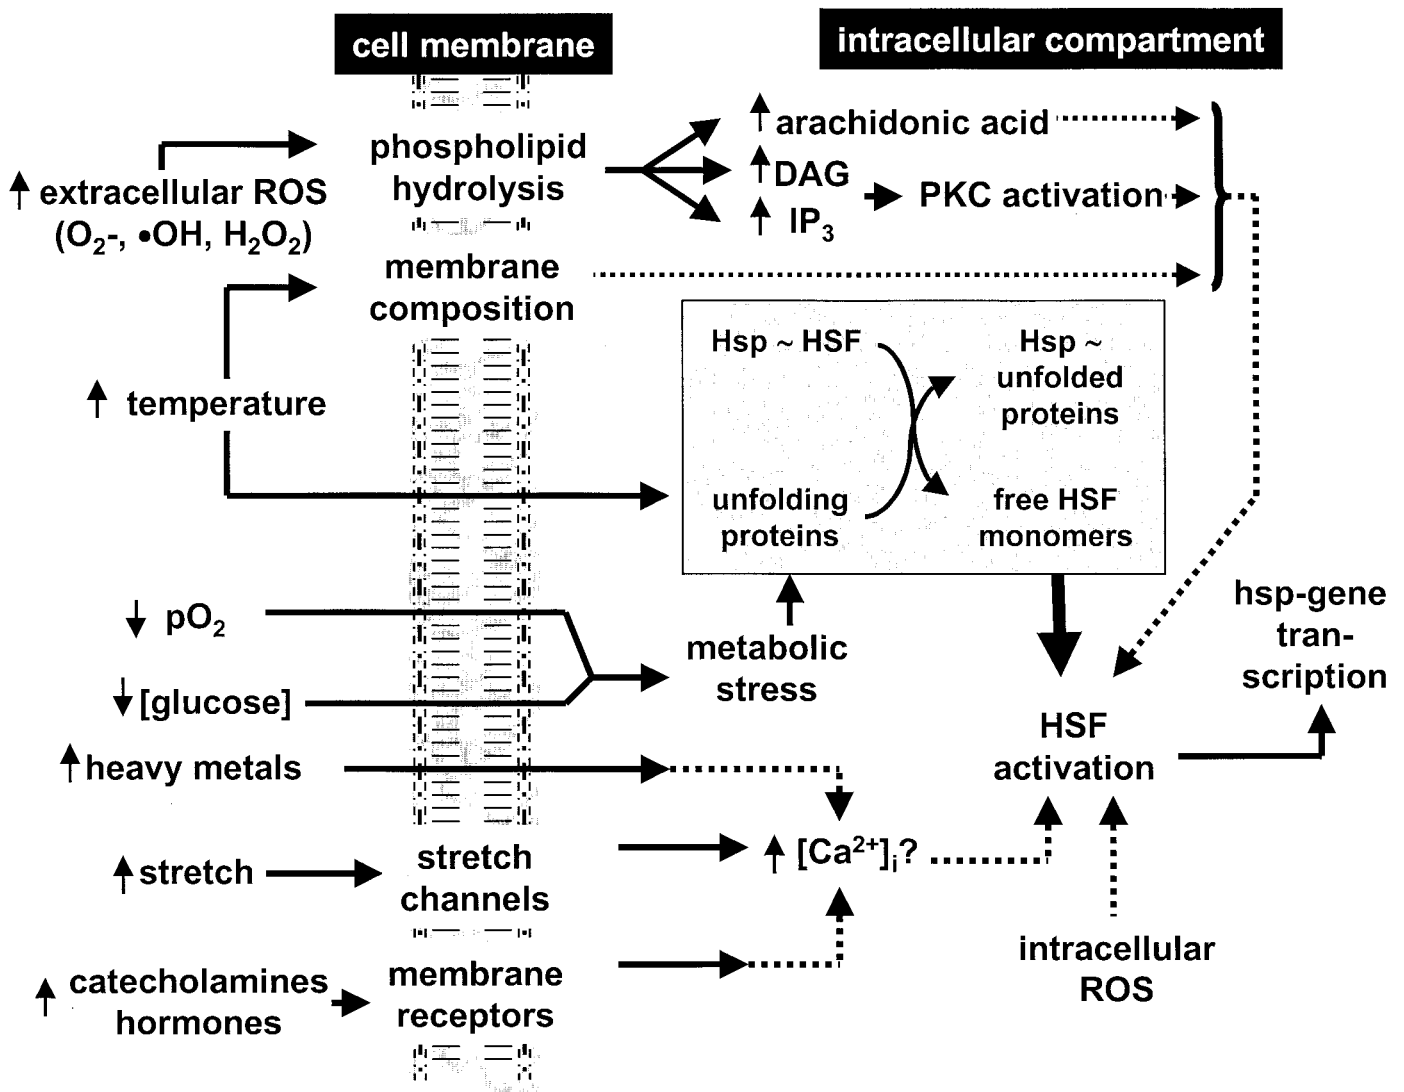 cell membrane
intracellular compartment
↑ extracellular ROS
(O₂-, •OH, H₂O₂)
phospholipid
hydrolysis
↑ arachidonic acid
↑ DAG
↑ IP₃
PKC activation
membrane
composition
↑ temperature
Hsp ~ HSF
Hsp ~
unfolded
proteins
unfolding
proteins
free HSF
monomers
↓ pO₂
↓ [glucose]
metabolic
stress
hsp-gene
tran-
scription
↑ heavy metals
HSF
activation
↑ stretch
stretch
channels
↑ [Ca²⁺]ᵢ?
↑ catecholamines
hormones
membrane
receptors
intracellular
ROS